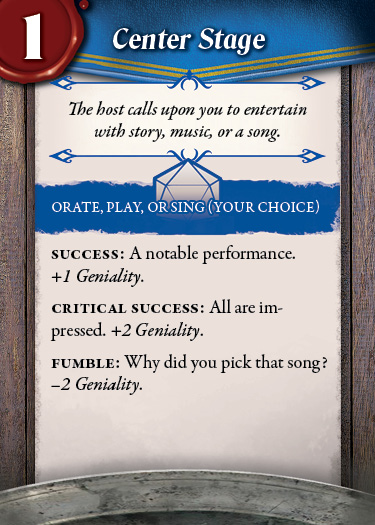 1
Center Stage
The host calls upon you to entertain
with story, music, or a song.
ORATE, PLAY, OR SING (YOUR CHOICE)
SUCCESS: A notable performance.
+1 Geniality.
CRITICAL SUCCESS: All are im-
pressed. +2 Geniality.
FUMBLE: Why did you pick that song?
–2 Geniality.